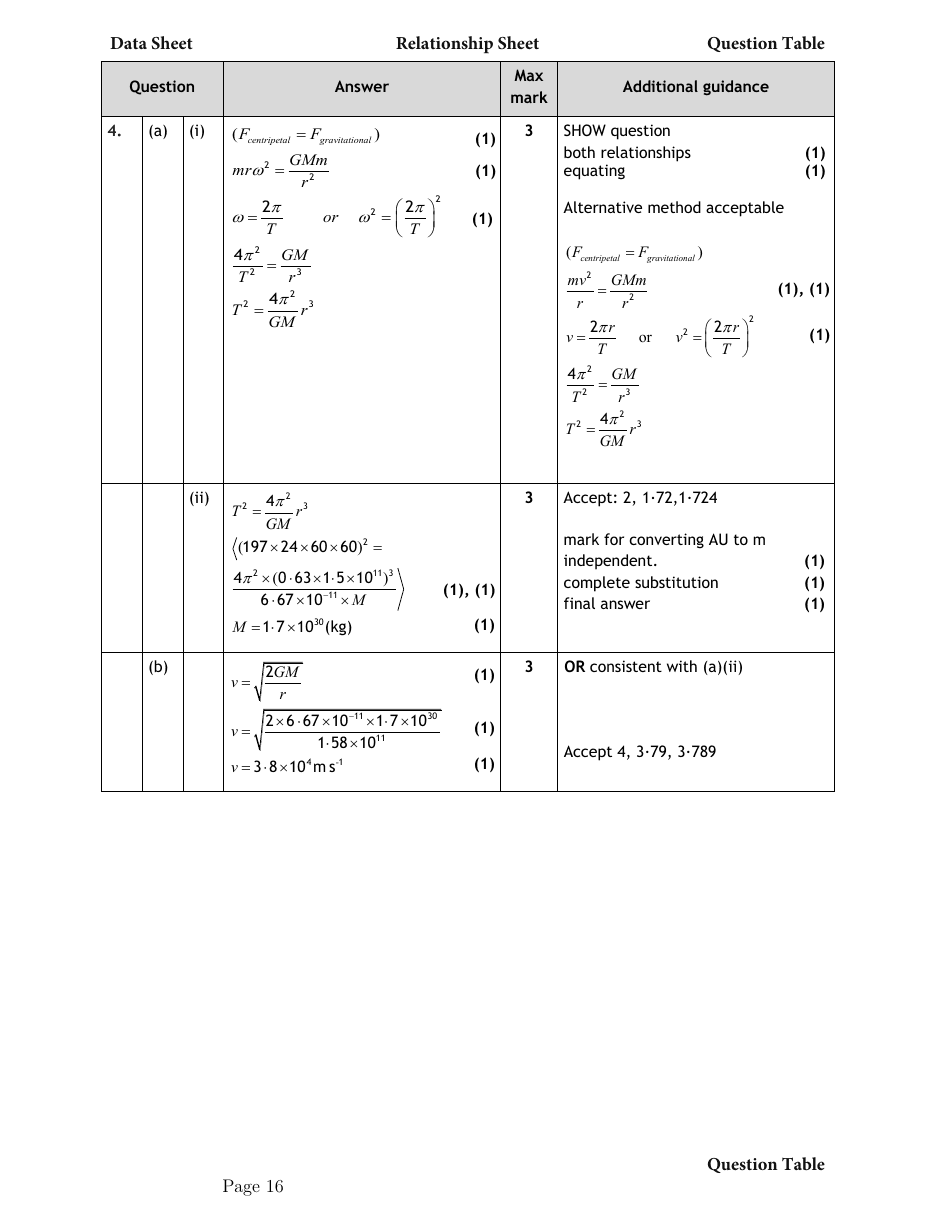 Data Sheet Relationship Sheet Question Table
Question Answer Max mark Additional guidance
4. (a) (i) (F_centripetal = F_gravitational) (1) 3 SHOW question
both relationships (1)
mrω² = GMm/r² (1) equating (1)
ω = 2π/T or ω² = (2π/T)² (1) Alternative method acceptable
4π²/T² = GM/r³ (F_centripetal = F_gravitational)
T² = 4π²/GM r³ mv²/r = GMm/r² (1), (1)
v = 2πr/T or v² = (2πr/T)² (1)
4π²/T² = GM/r³
T² = 4π²/GM r³
(ii) T² = 4π²/GM r³ 3 Accept: 2, 1·72,1·724
⟨(197×24×60×60)² = mark for converting AU to m
independent. (1)
4π²×(0·63×1·5×10¹¹)³/6·67×10⁻¹¹×M⟩ (1), (1) complete substitution (1)
final answer (1)
M = 1·7×10³⁰(kg) (1)
(b) v = √(2GM/r) (1) 3 OR consistent with (a)(ii)
v = √(2×6·67×10⁻¹¹×1·7×10³⁰/1·58×10¹¹) (1)
Accept 4, 3·79, 3·789
v = 3·8×10⁴ m s⁻¹ (1)
Question Table
Page 16